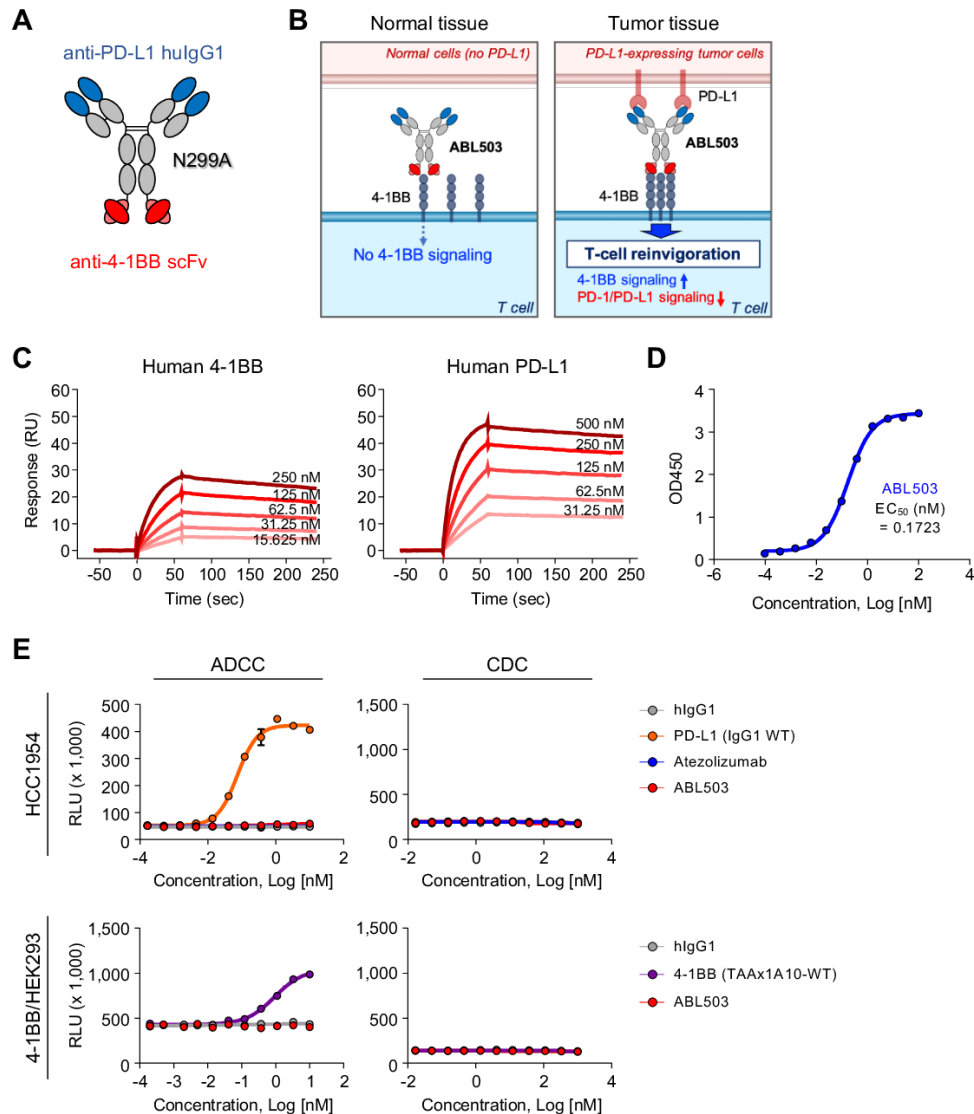 A
anti-PD-L1 huIgG1
N299A
anti-4-1BB scFv
B
Normal tissue
Normal cells (no PD-L1)
ABL503
4-1BB
No 4-1BB signaling
T cell
Tumor tissue
PD-L1-expressing tumor cells
PD-L1
ABL503
4-1BB
T-cell reinvigoration
4-1BB signaling
PD-1/PD-L1 signaling
T cell
C
Human 4-1BB
Response (RU)
60
50
40
30
20
10
0
250 nM
125 nM
62.5 nM
31.25 nM
15.625nM
-50 0 50 100 150 200 250
Time (sec)
Human PD-L1
60
50
40
30
20
10
0
500 nM
250 nM
125 nM
62.5nM
31.25 nM
-50 0 50 100 150 200 250
Time (sec)
D
OD450
4
3
2
1
0
ABL503
EC₅₀ (nM)
= 0.1723
-6 -4 -2 0 2 4
Concentration, Log [nM]
E
ADCC
CDC
HCC1954
RLU (x 1,000)
500
400
300
200
100
0
-4 -2 0 2
Concentration, Log [nM]
1,500
1,000
500
0
-2 0 2 4
Concentration, Log [nM]
hIgG1
PD-L1 (IgG1 WT)
Atezolizumab
ABL503
4-1BB/HEK293
RLU (x 1,000)
1,500
1,000
500
0
-4 -3 -2 -1 0 1 2
Concentration, Log [nM]
1,500
1,000
500
0
-2 0 2 4
Concentration, Log [nM]
hIgG1
4-1BB (TAAx1A10-WT)
ABL503